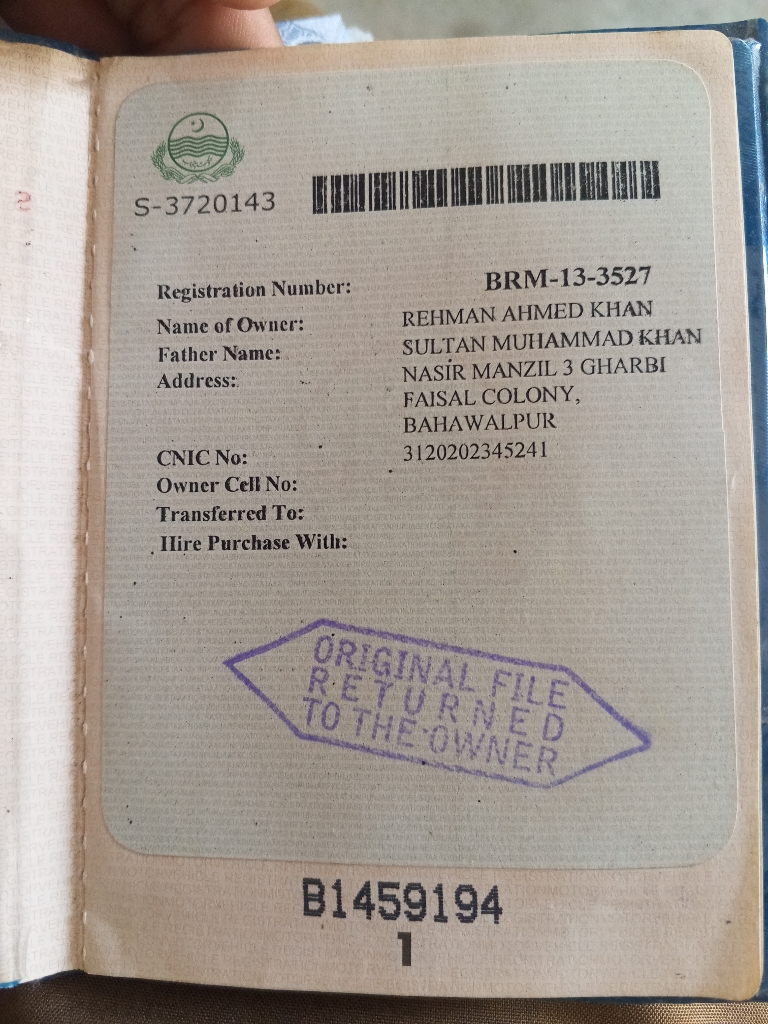 S-3720143
Registration Number: BRM-13-3527
Name of Owner: REHMAN AHMED KHAN
Father Name: SULTAN MUHAMMAD KHAN
Address: NASIR MANZIL 3 GHARBI
FAISAL COLONY,
BAHAWALPUR
CNIC No: 3120202345241
Owner Cell No:
Transferred To:
Hire Purchase With:
ORIGINAL FILE
RETURNED
TO THE OWNER
B1459194
1